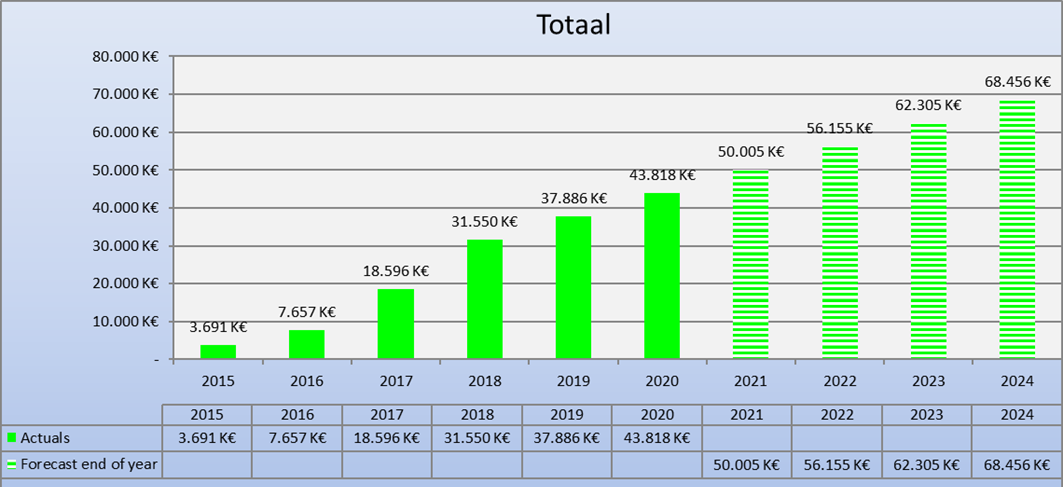 Totaal
80.000 K€
70.000 K€
60.000 K€
50.000 K€
40.000 K€
30.000 K€
20.000 K€
10.000 K€
-
3.691 K€
7.657 K€
18.596 K€
31.550 K€
37.886 K€
43.818 K€
50.005 K€
56.155 K€
62.305 K€
68.456 K€
2015 2016 2017 2018 2019 2020 2021 2022 2023 2024
2015 2016 2017 2018 2019 2020 2021 2022 2023 2024
Actuals 3.691 K€ 7.657 K€ 18.596 K€ 31.550 K€ 37.886 K€ 43.818 K€
Forecast end of year 50.005 K€ 56.155 K€ 62.305 K€ 68.456 K€